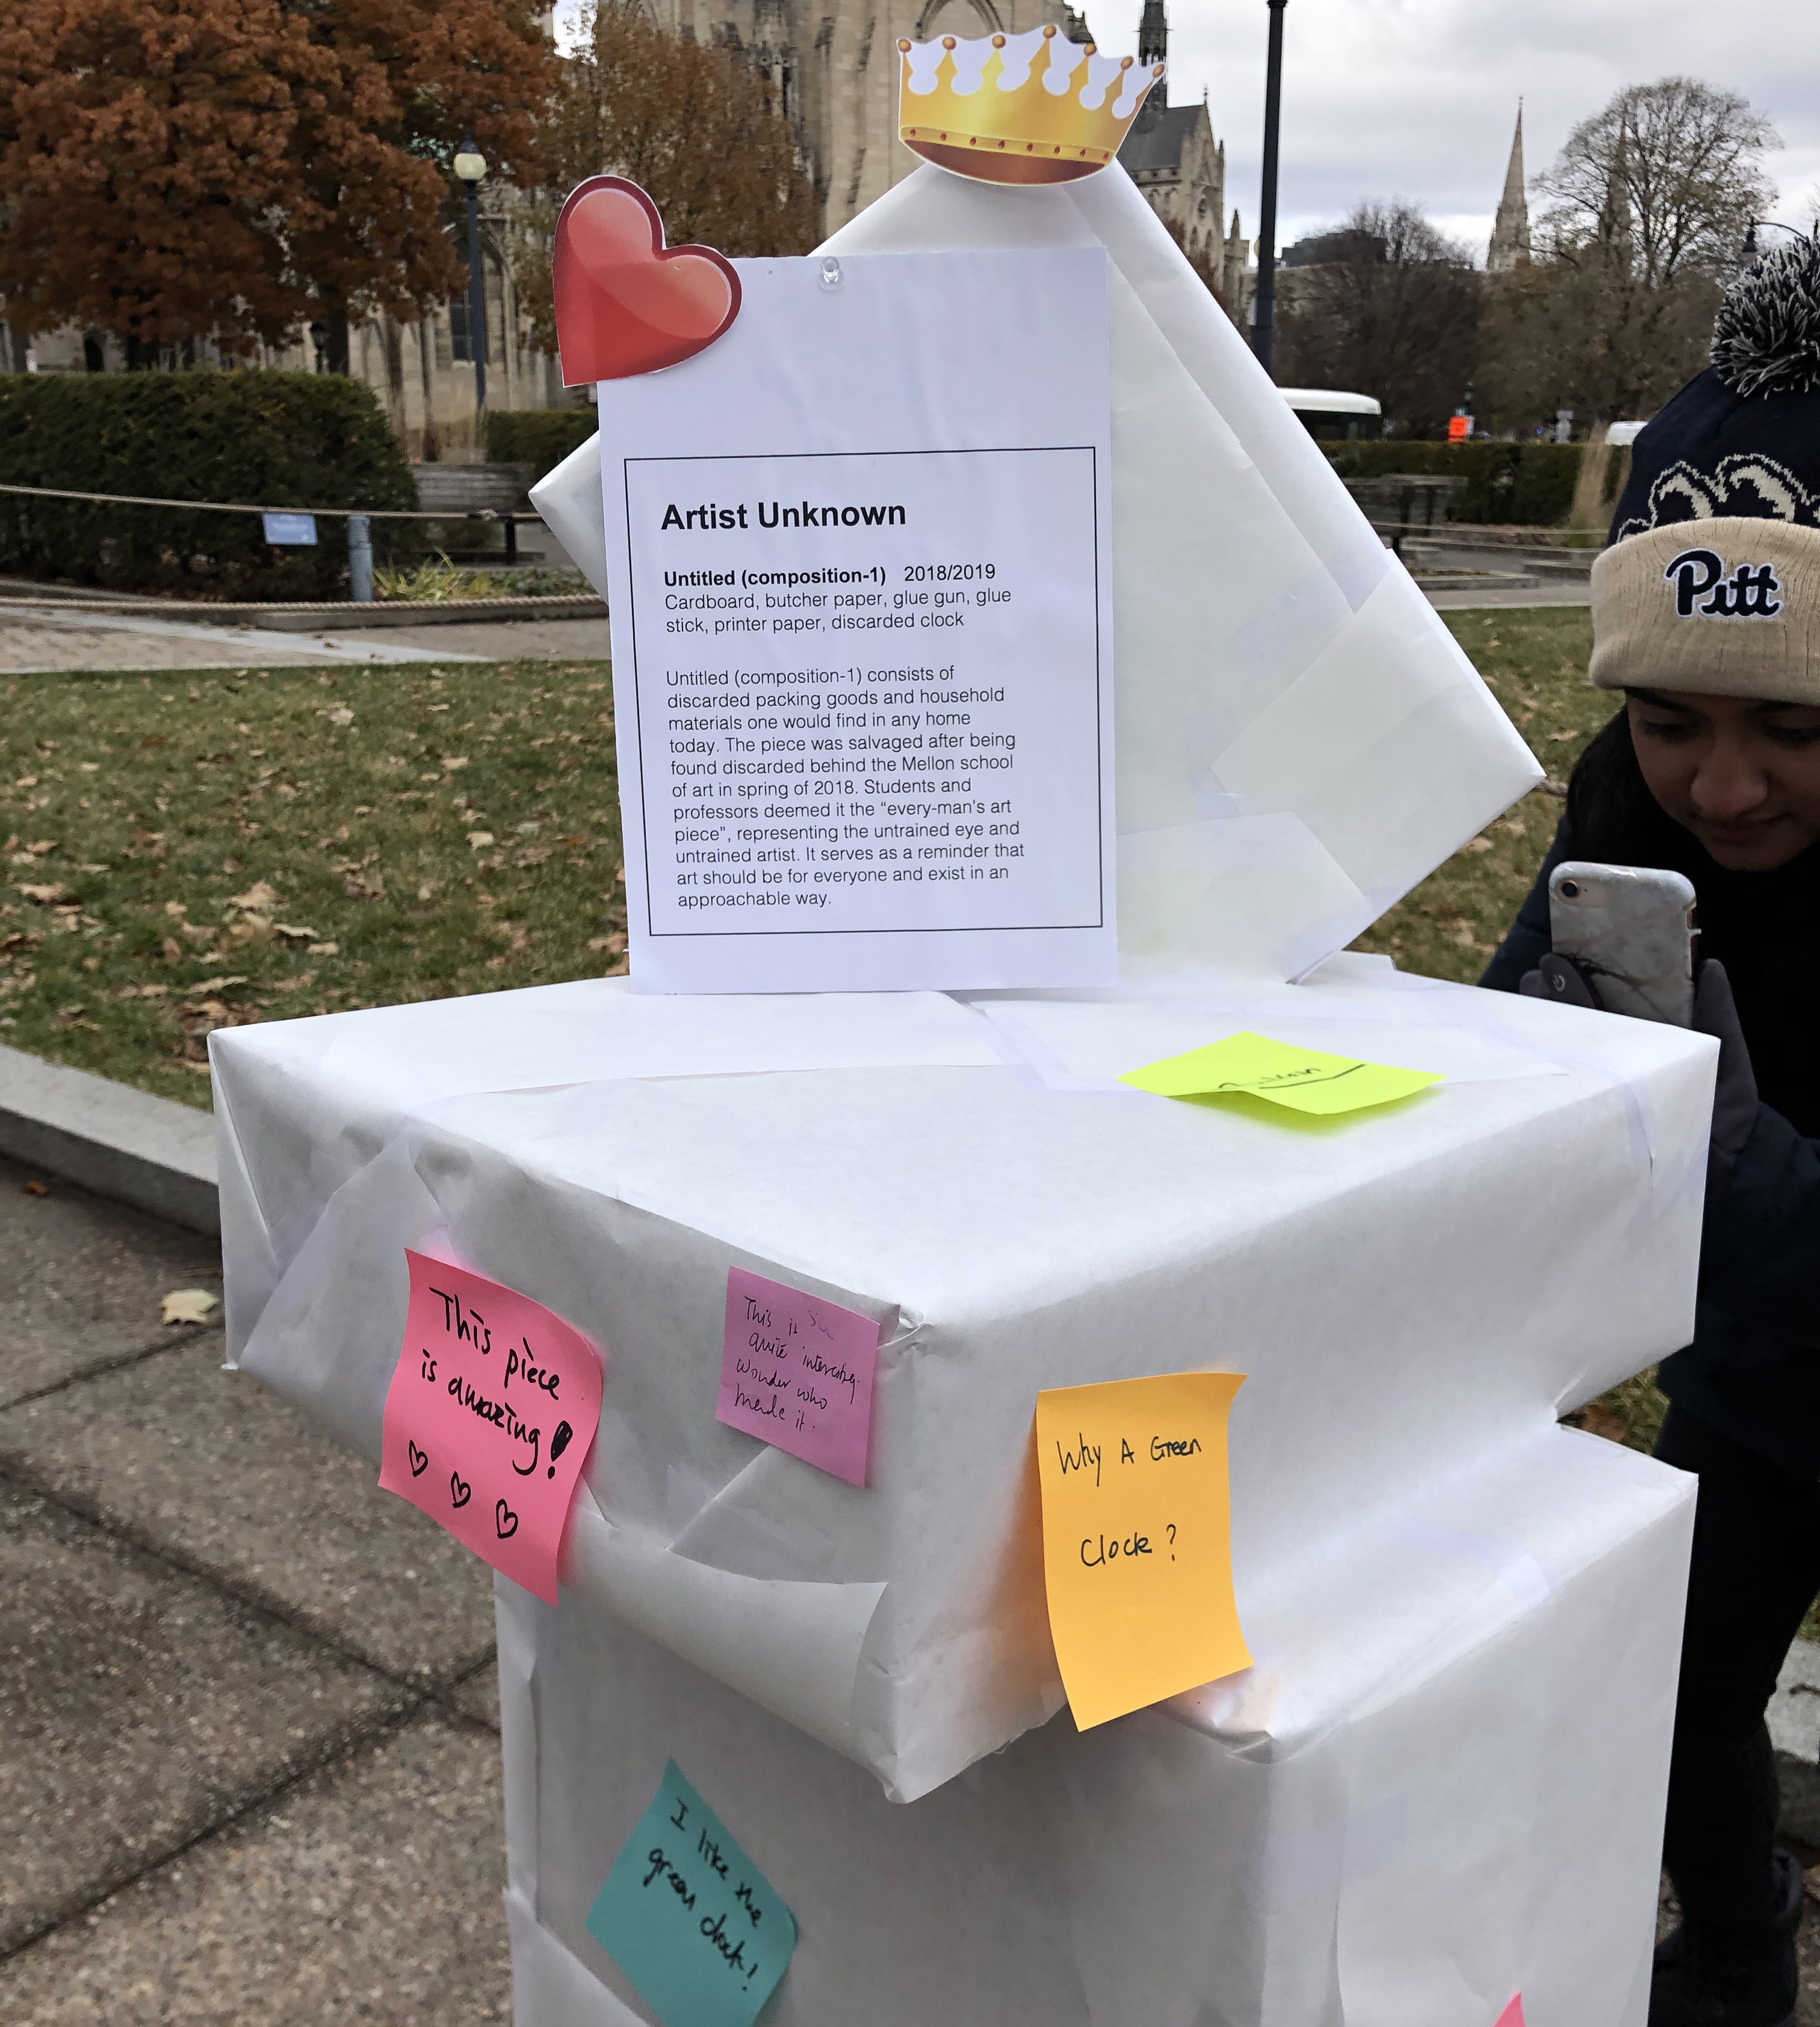 Artist Unknown
Untitled (composition-1) 2018/2019
Cardboard, butcher paper, glue gun, glue
stick, printer paper, discarded clock
Untitled (composition-1) consists of
discarded packing goods and household
materials one would find in any home
today. The piece was salvaged after being
found discarded behind the Mellon school
of art in spring of 2018. Students and
professors deemed it the "every-man's art
piece", representing the untrained eye and
untrained artist. It serves as a reminder that
art should be for everyone and exist in an
approachable way.
Pitt
This piece
is amazing!
This is
quite interesting.
Wonder who
made it.
Why A Green
Clock?
I like the
green clock!